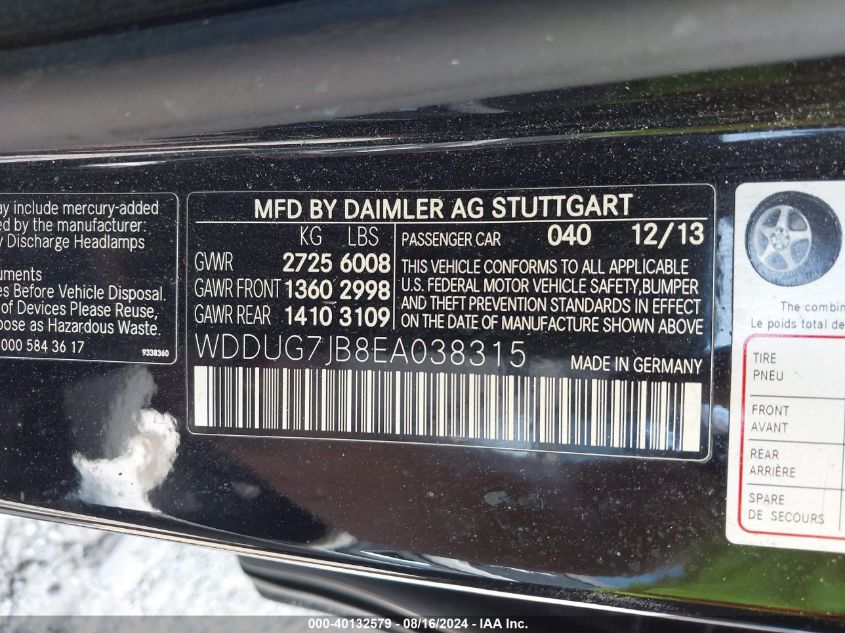 ay include mercury-added
ed by the manufacturer:
y Discharge Headlamps
cuments
es Before Vehicle Disposal.
of Devices Please Reuse,
pose as Hazardous Waste.
000 584 36 17
9338360
MFD BY DAIMLER AG STUTTGART
KG LBS
GVWR 2725 6008
GAWR FRONT 1360 2998
GAWR REAR 1410 3109
PASSENGER CAR 040 12/13
THIS VEHICLE CONFORMS TO ALL APPLICABLE
U.S. FEDERAL MOTOR VEHICLE SAFETY,BUMPER
AND THEFT PREVENTION STANDARDS IN EFFECT
ON THE DATE OF MANUFACTURE SHOWN ABOVE.
WDDUG7JB8EA038315
MADE IN GERMANY
The combin
Le poids total de
TIRE
PNEU
FRONT
AVANT
REAR
ARRIÈRE
SPARE
DE SECOURS
000-40132579 - 08/16/2024 - IAAI Inc.